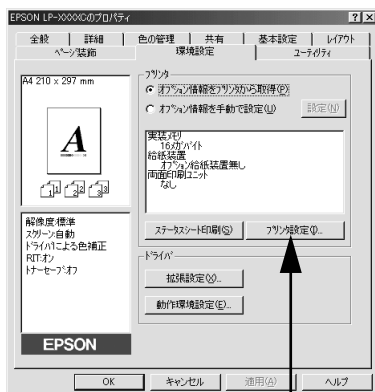 EPSON LP-XXXXCのプロパティ
? ×
全般 詳細 色の管理 共有 基本設定 レイアウト
ページ装飾 環境設定 ユーティリティ
A4 210 x 297 mm
A
1 2 3
プリンタ
オプション情報をプリンタから取得(P)
オプション情報を手動で設定(U) 設定(N)
実装メモリ
16メガバイト
給紙装置
オプション給紙装置無し
両面印刷ユニット
なし
ステータスシート印刷(S) プリンタ設定(I)...
解像度:標準
スクリーン:自動
ドライバによる色補正
RIT:オン
トナーセーブ:オフ
ドライバ
拡張設定(X)...
動作環境設定(E)...
EPSON
OK キャンセル 適用(A) ヘルプ